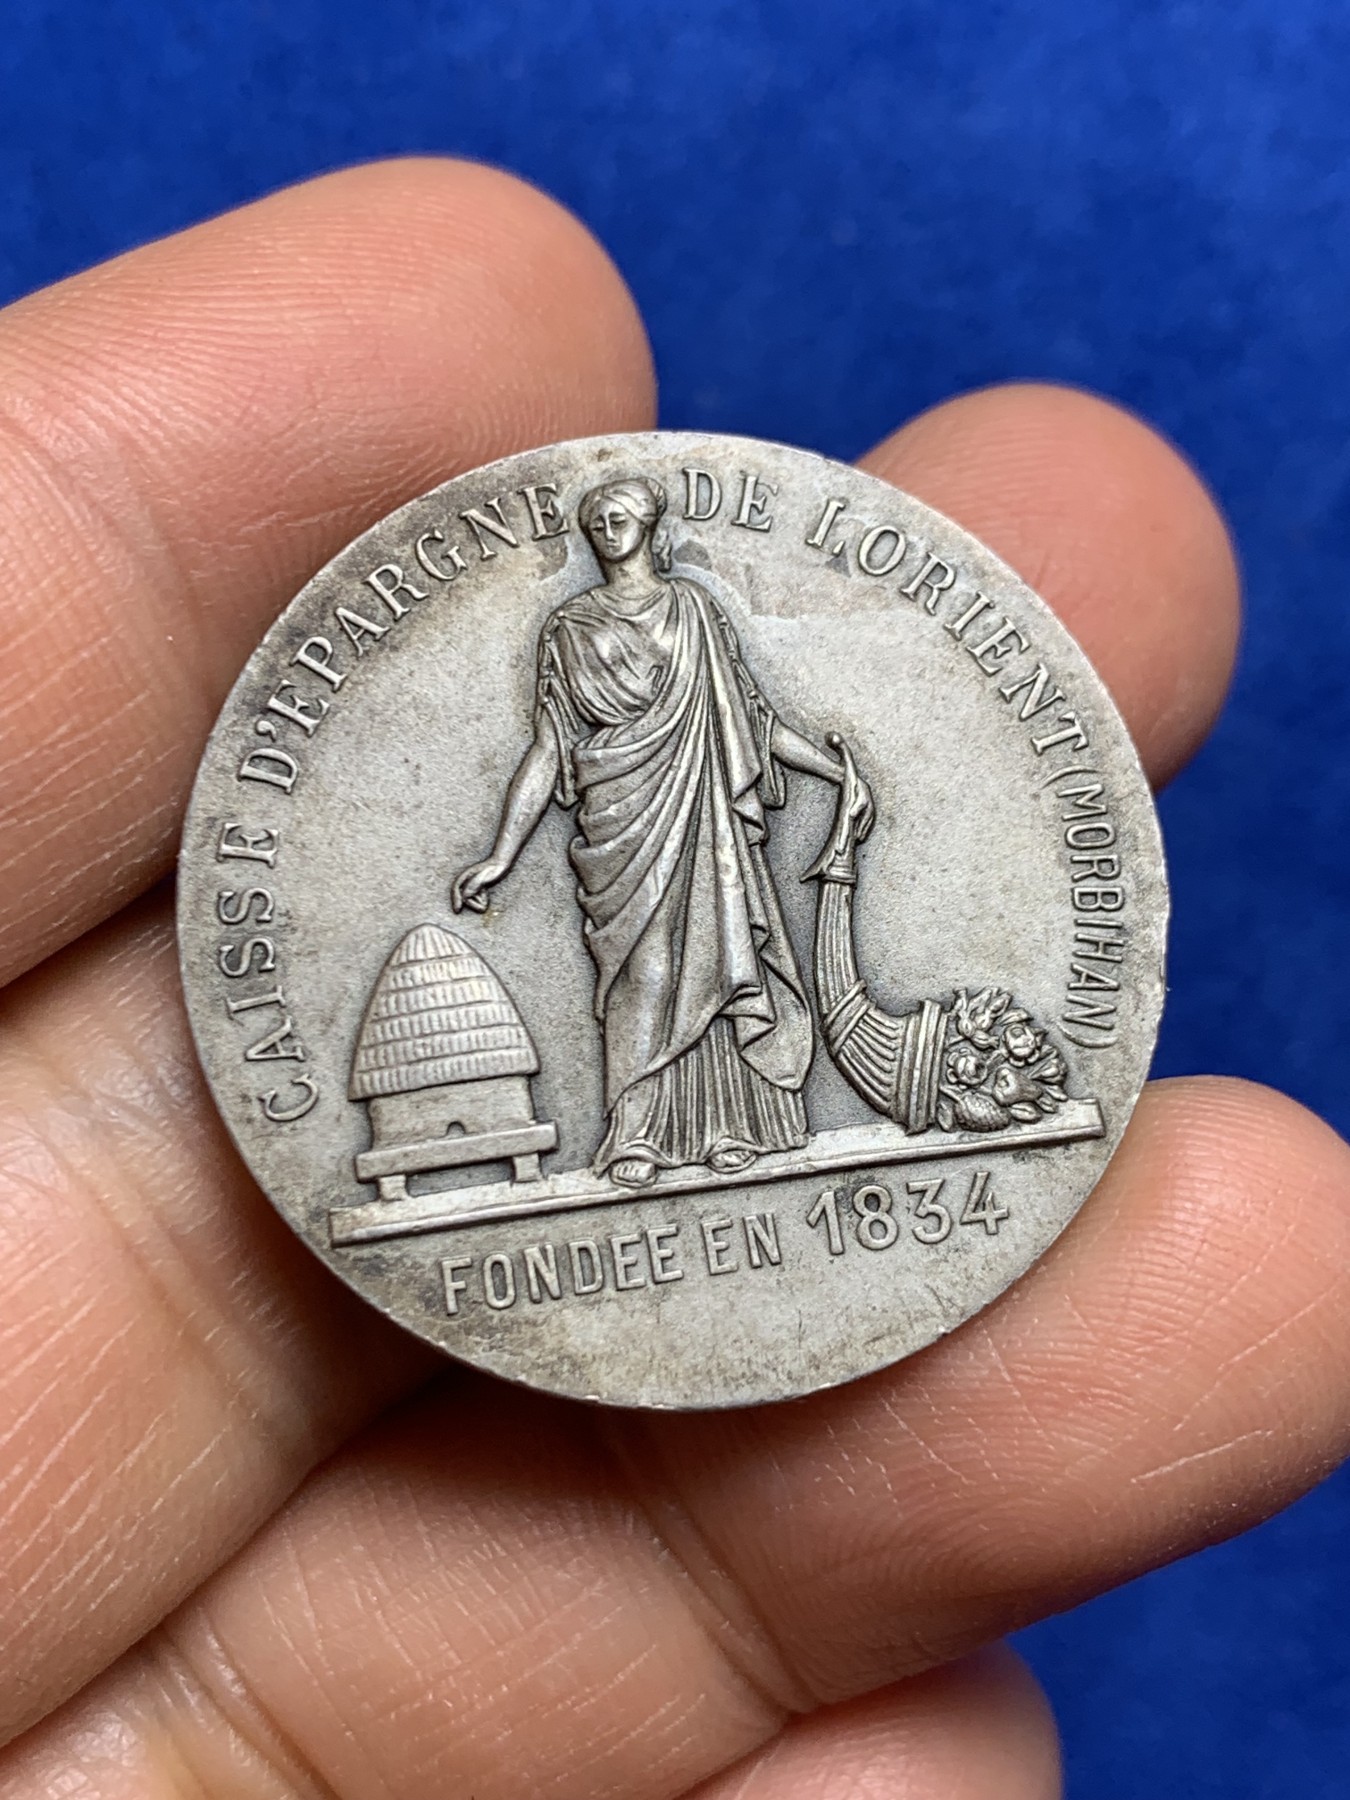 CAISSE D'EPARGNE DE LORIENT (MORBIHAN)
FONDEE EN 1834